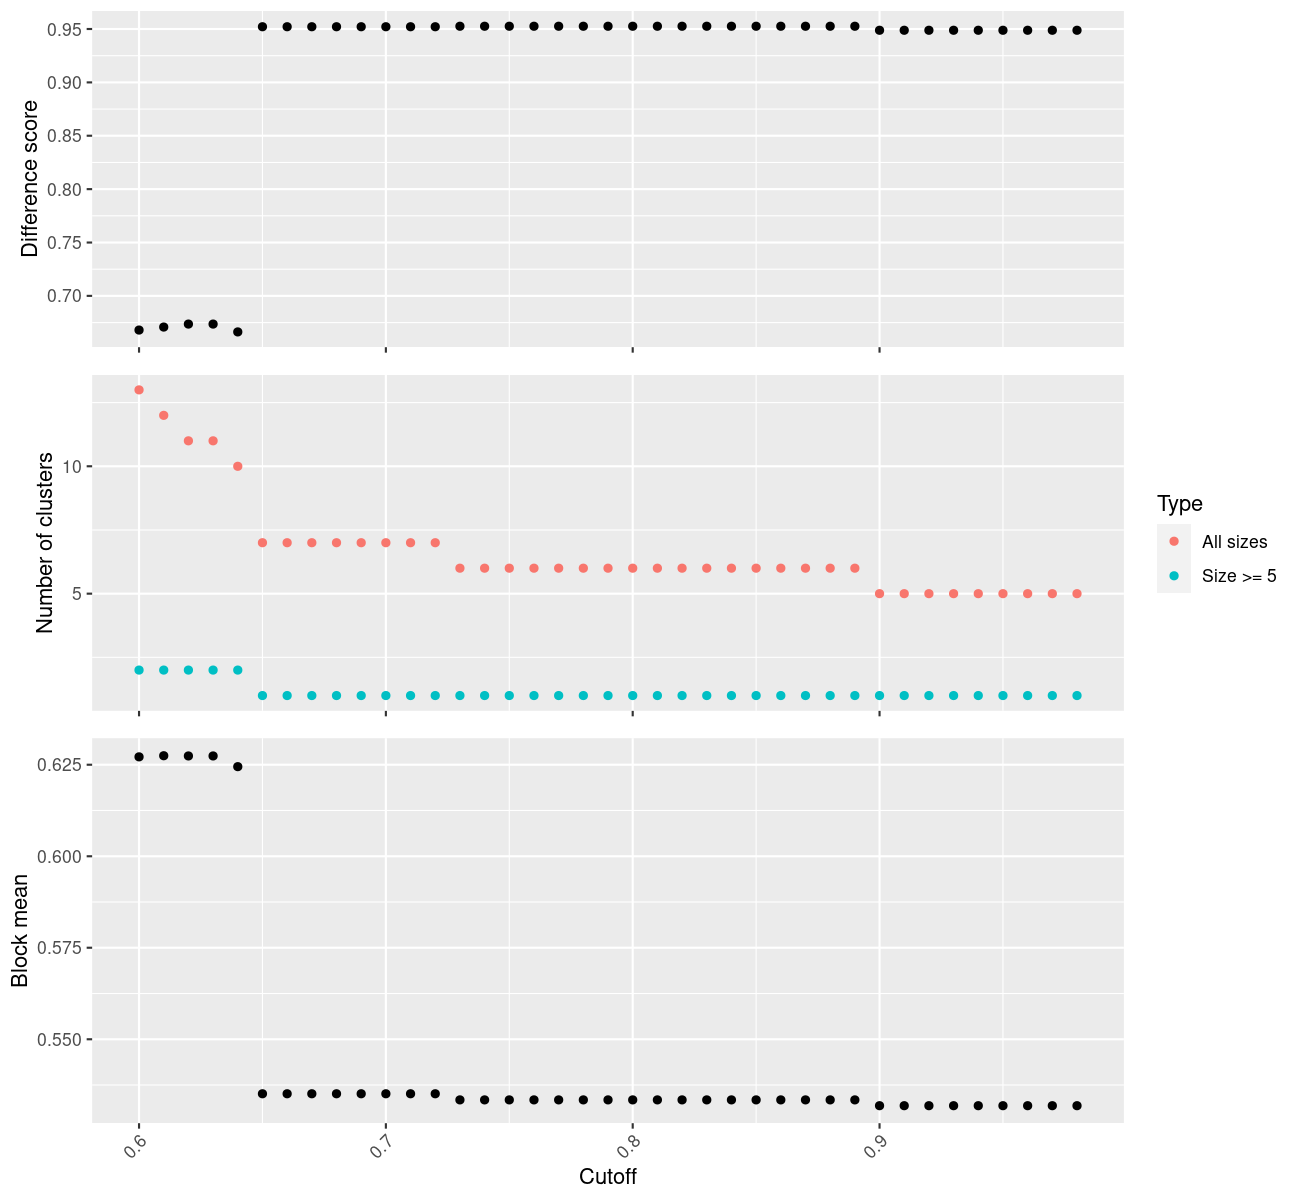 Difference score
0.95
0.90
0.85
0.80
0.75
0.70
Number of clusters
10
5
Type
All sizes
Size >= 5
Block mean
0.625
0.600
0.575
0.550
0.6
0.7
0.8
0.9
Cutoff